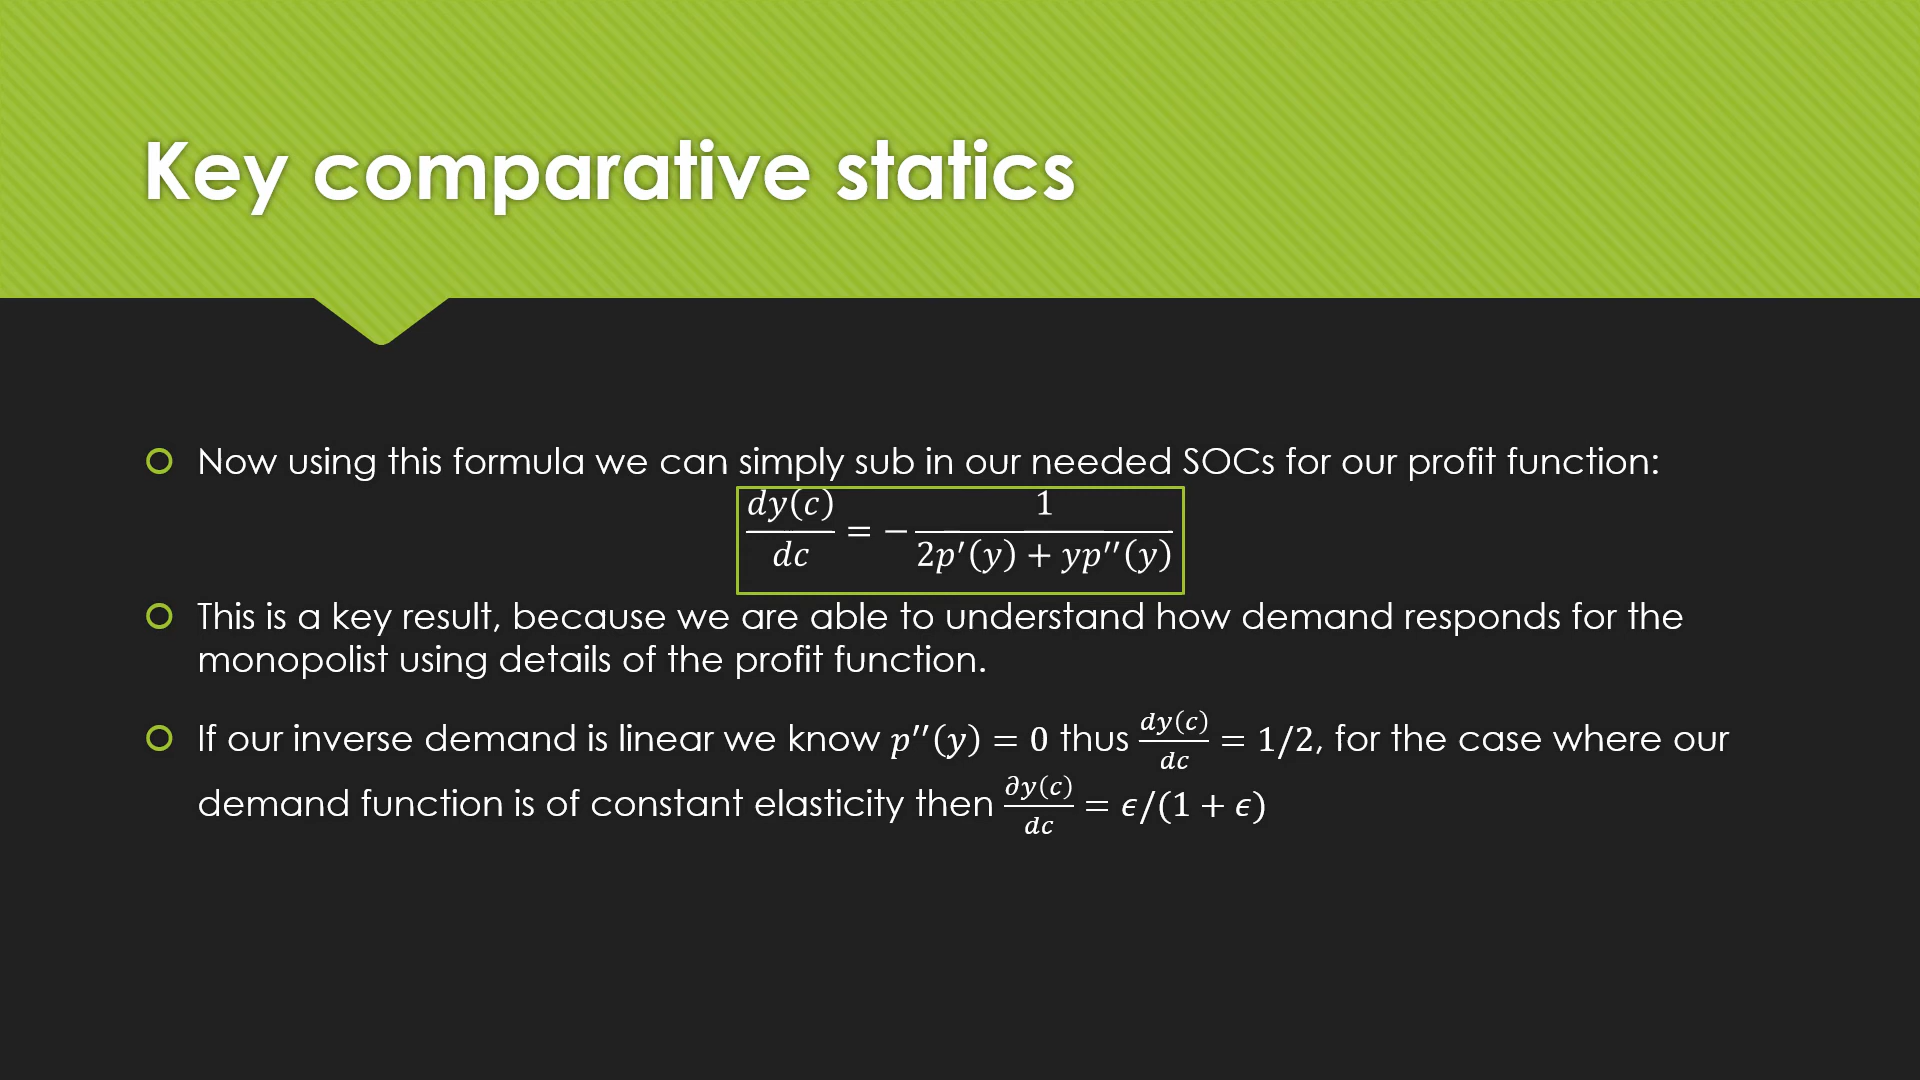 Key comparative statics
Now using this formula we can simply sub in our needed SOCs for our profit function:
dy(c)/dc = − 1/(2p′(y) + yp′′(y))
This is a key result, because we are able to understand how demand responds for the
monopolist using details of the profit function.
If our inverse demand is linear we know p′′(y) = 0 thus dy(c)/dc = 1/2, for the case where our
demand function is of constant elasticity then ∂y(c)/dc = ϵ/(1 + ϵ)